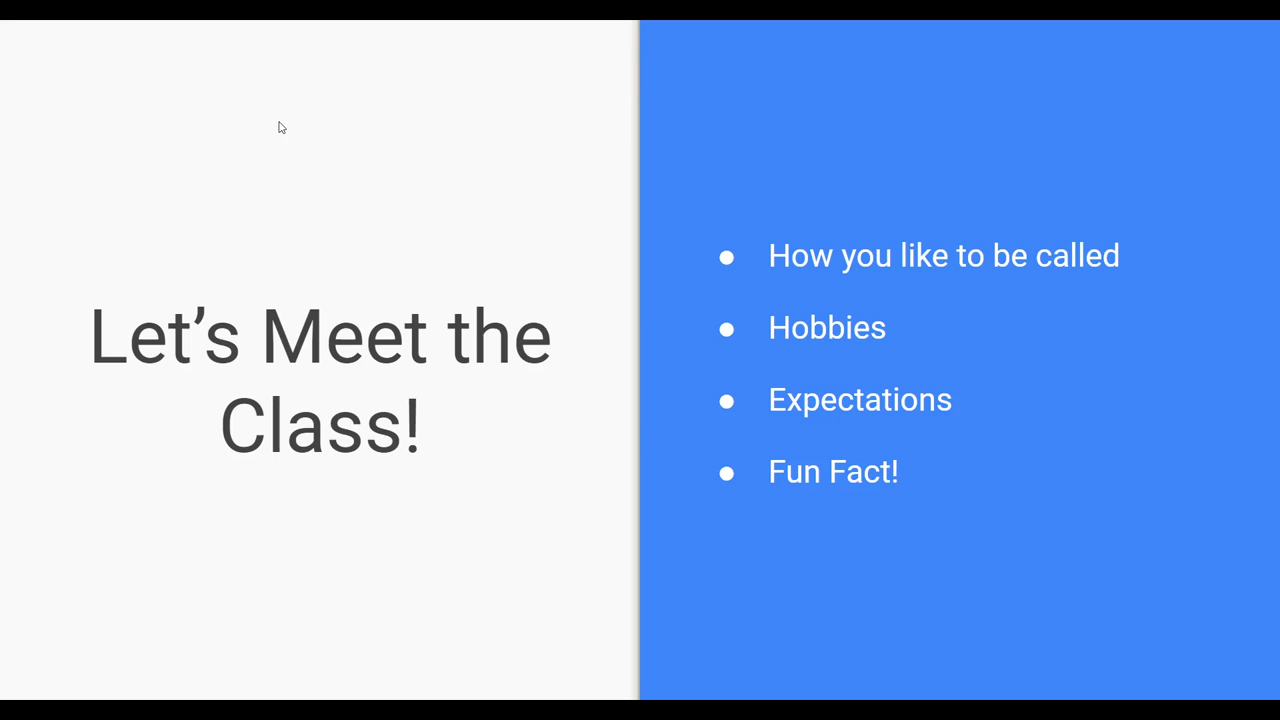 Let’s Meet the
Class!
● How you like to be called
● Hobbies
● Expectations
● Fun Fact!